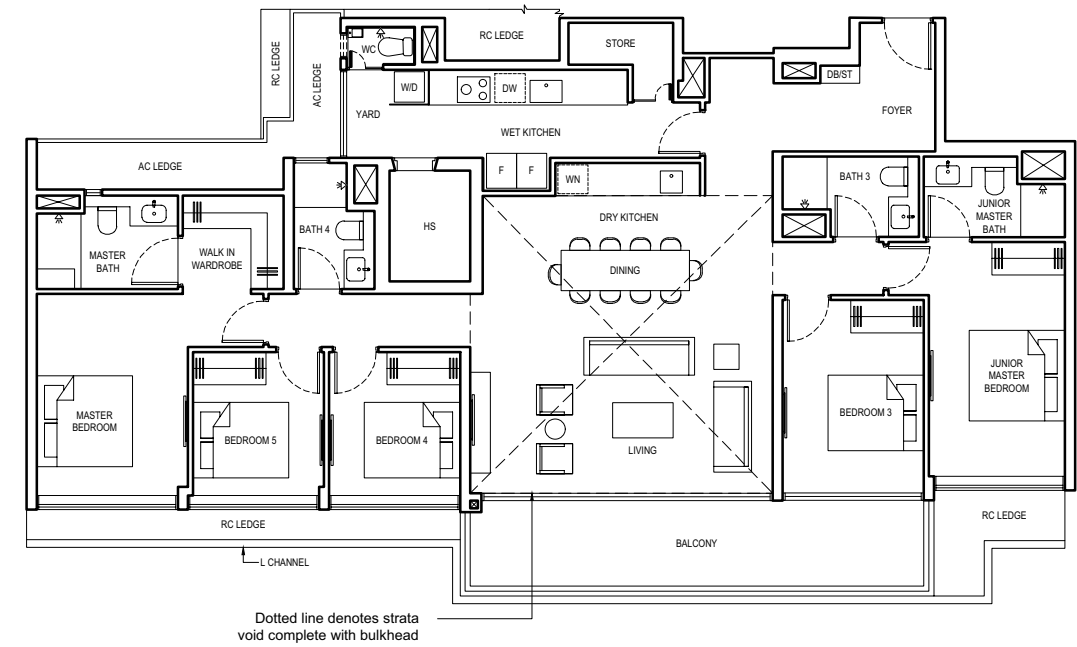 RC LEDGE
STORE
WC
RC LEDGE
AC LEDGE
W/D
DW
DB/ST
YARD
FOYER
WET KITCHEN
AC LEDGE
F
F
WN
BATH 3
JUNIOR
MASTER
BATH
MASTER
BATH
WALK IN
WARDROBE
BATH 4
HS
DRY KITCHEN
DINING
MASTER
BEDROOM
BEDROOM 5
BEDROOM 4
LIVING
BEDROOM 3
JUNIOR
MASTER
BEDROOM
RC LEDGE
RC LEDGE
BALCONY
L CHANNEL
Dotted line denotes strata
void complete with bulkhead